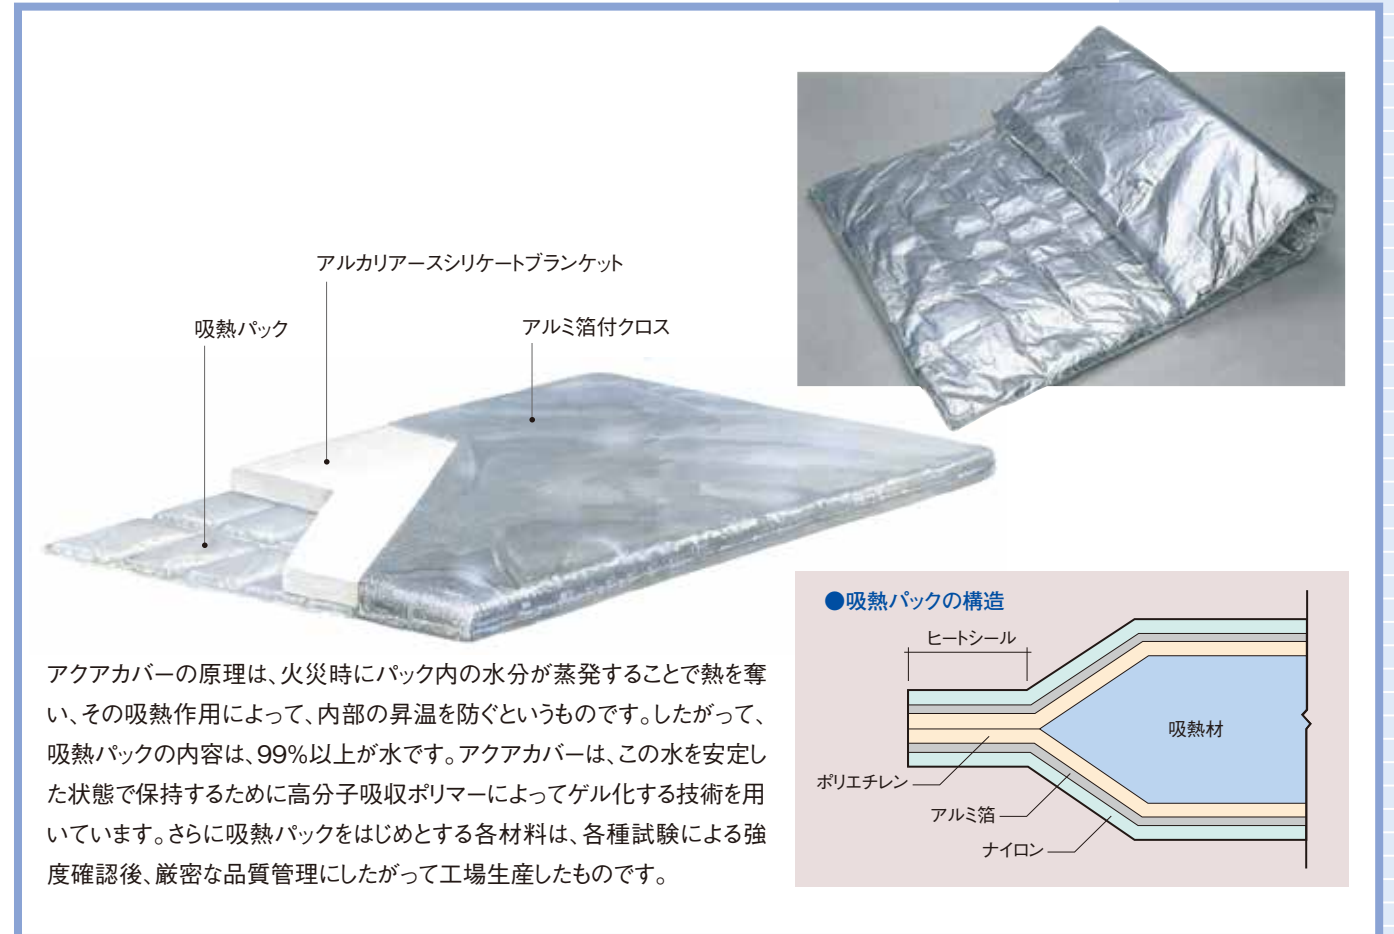 アルカリアースシリケートブランケット
吸熱パック
アルミ箔付クロス
アクアカバーの原理は、火災時にパック内の水分が蒸発することで熱を奪
い、その吸熱作用によって、内部の昇温を防ぐというものです。したがって、
吸熱パックの内容は、99%以上が水です。アクアカバーは、この水を安定し
た状態で保持するために高分子吸収ポリマーによってゲル化する技術を用
いています。さらに吸熱パックをはじめとする各材料は、各種試験による強
度確認後、厳密な品質管理にしたがって工場生産したものです。
●吸熱パックの構造
ヒートシール
吸熱材
ポリエチレン
アルミ箔
ナイロン